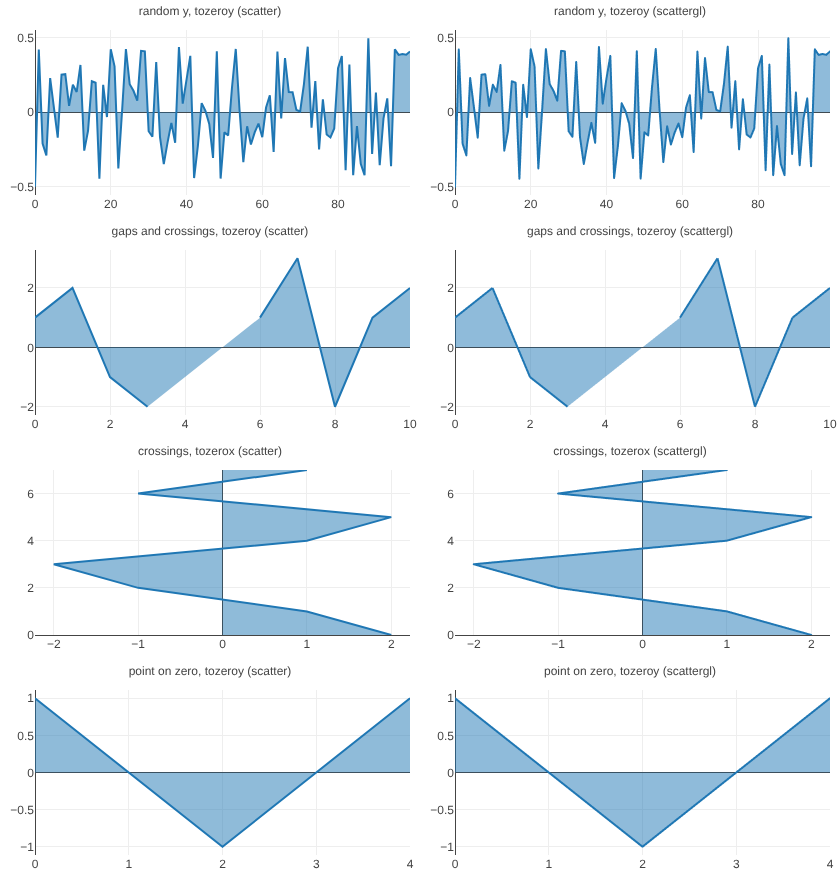 random y, tozeroy (scatter)
random y, tozeroy (scattergl)
0.5
0
−0.5
0 20 40 60 80
0.5
0
−0.5
0 20 40 60 80
gaps and crossings, tozeroy (scatter)
gaps and crossings, tozeroy (scattergl)
2
0
−2
0 2 4 6 8 10
2
0
−2
0 2 4 6 8 10
crossings, tozerox (scatter)
crossings, tozerox (scattergl)
6
4
2
0
−2 −1 0 1 2
6
4
2
0
−2 −1 0 1 2
point on zero, tozeroy (scatter)
point on zero, tozeroy (scattergl)
1
0.5
0
−0.5
−1
0 1 2 3 4
1
0.5
0
−0.5
−1
0 1 2 3 4